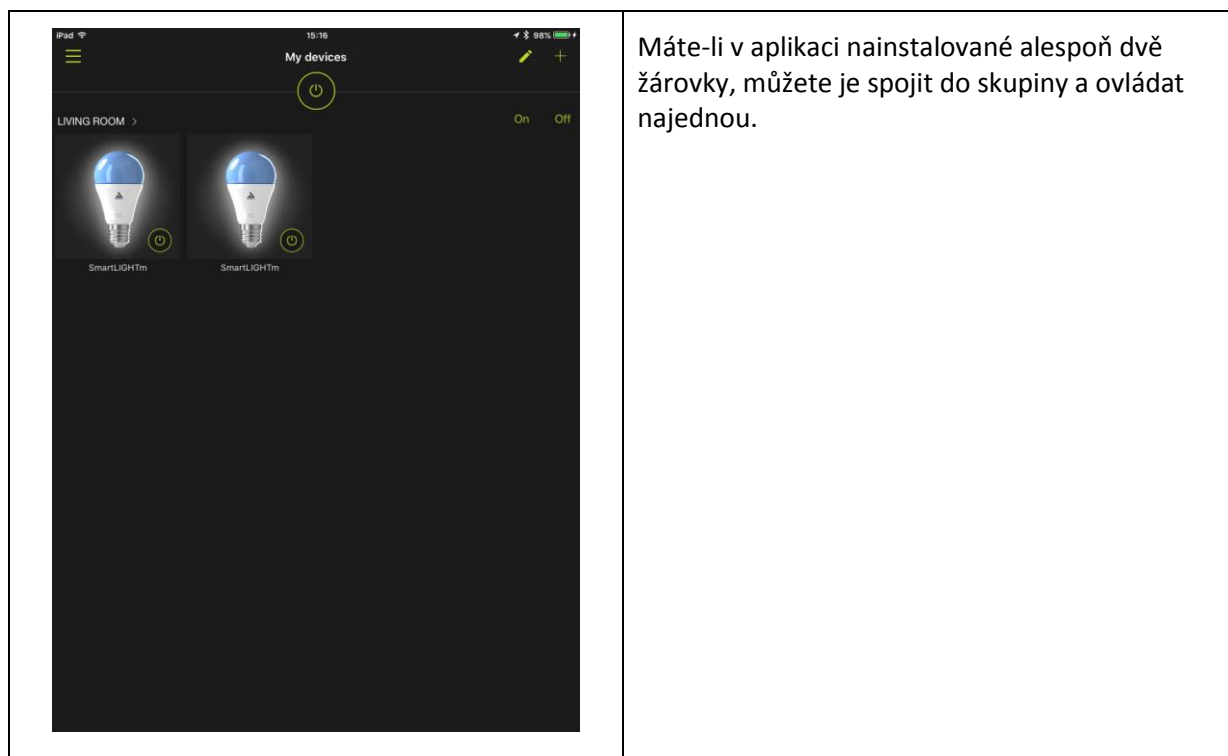 iPad 15:16 98%
My devices
LIVING ROOM > On Off
SmartLIGHTm SmartLIGHTm
Máte-li v aplikaci nainstalované alespoň dvě
žárovky, můžete je spojit do skupiny a ovládat
najednou.